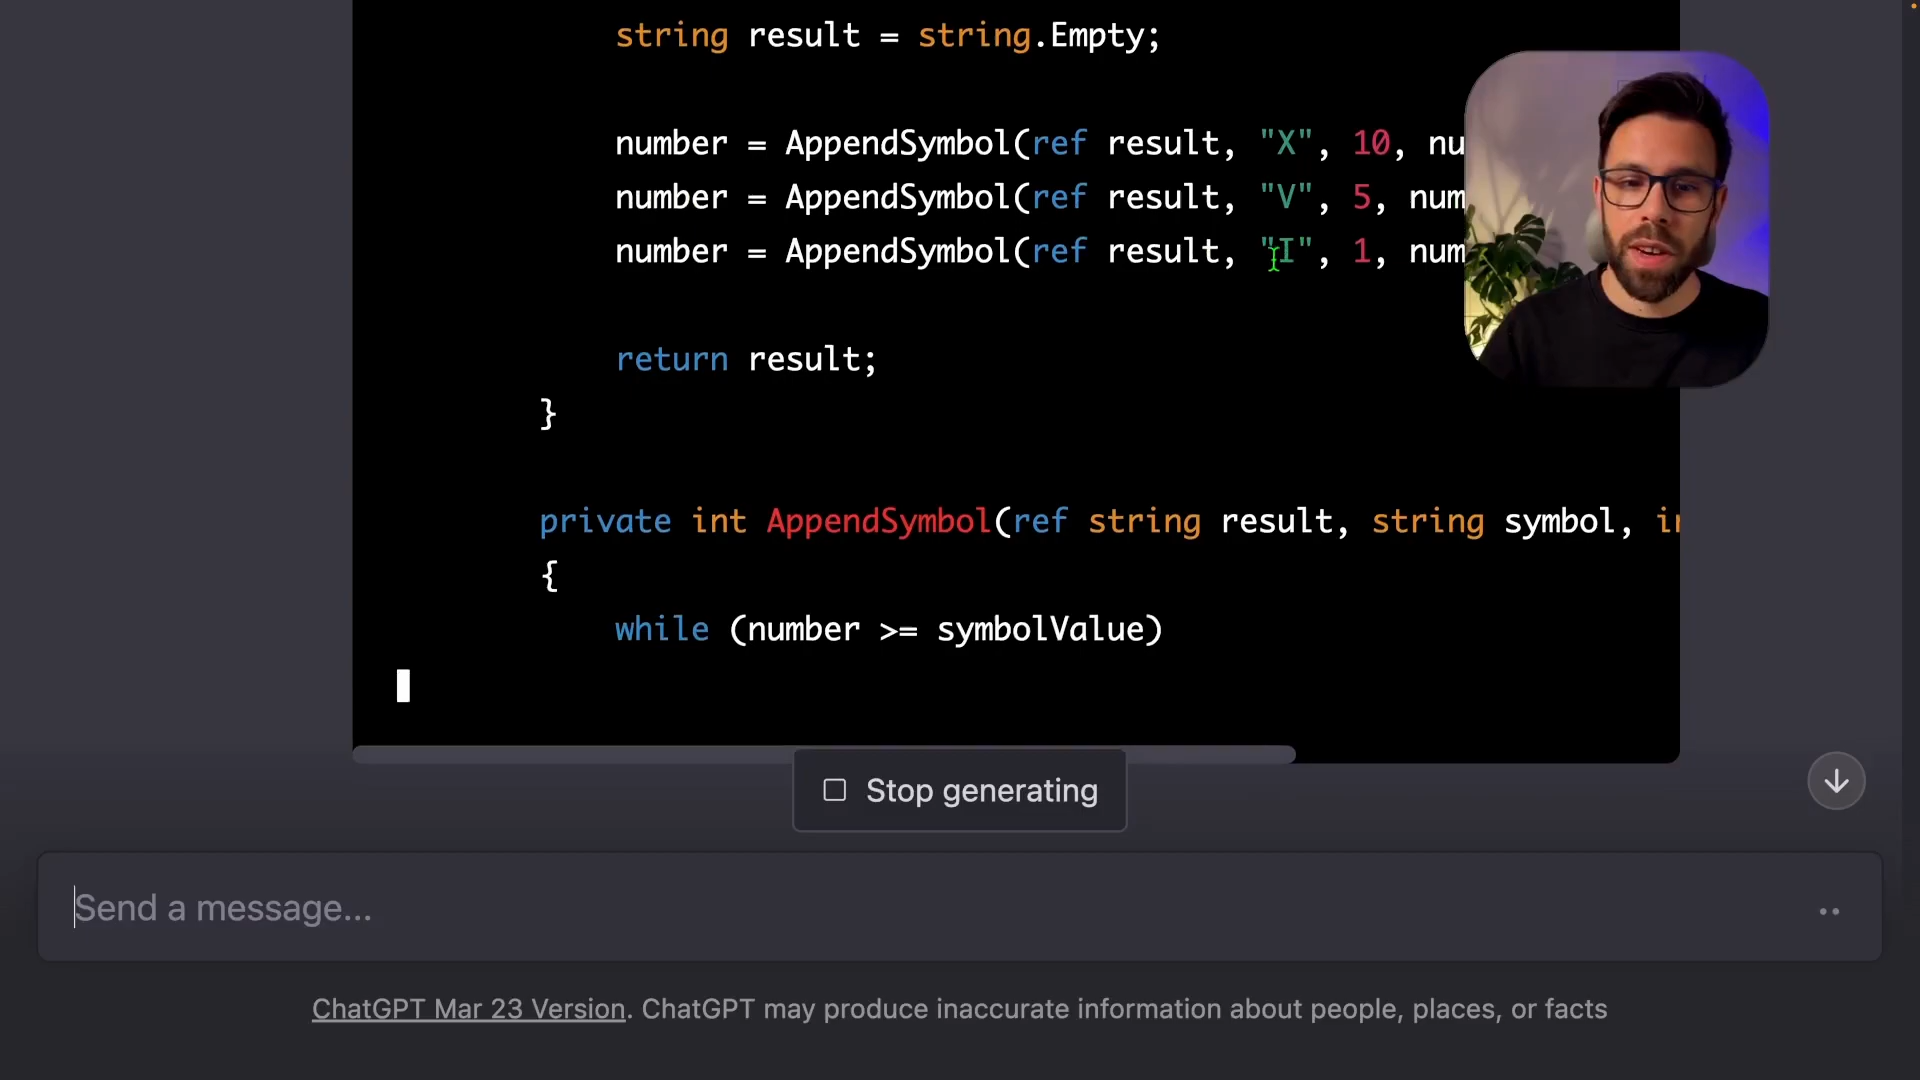 string result = string.Empty;
number = AppendSymbol(ref result, "X", 10, nu
number = AppendSymbol(ref result, "V", 5, num
number = AppendSymbol(ref result, "I", 1, num
return result;
}
private int AppendSymbol(ref string result, string symbol, in
{
while (number >= symbolValue)
Stop generating
Send a message...
ChatGPT Mar 23 Version. ChatGPT may produce inaccurate information about people, places, or facts